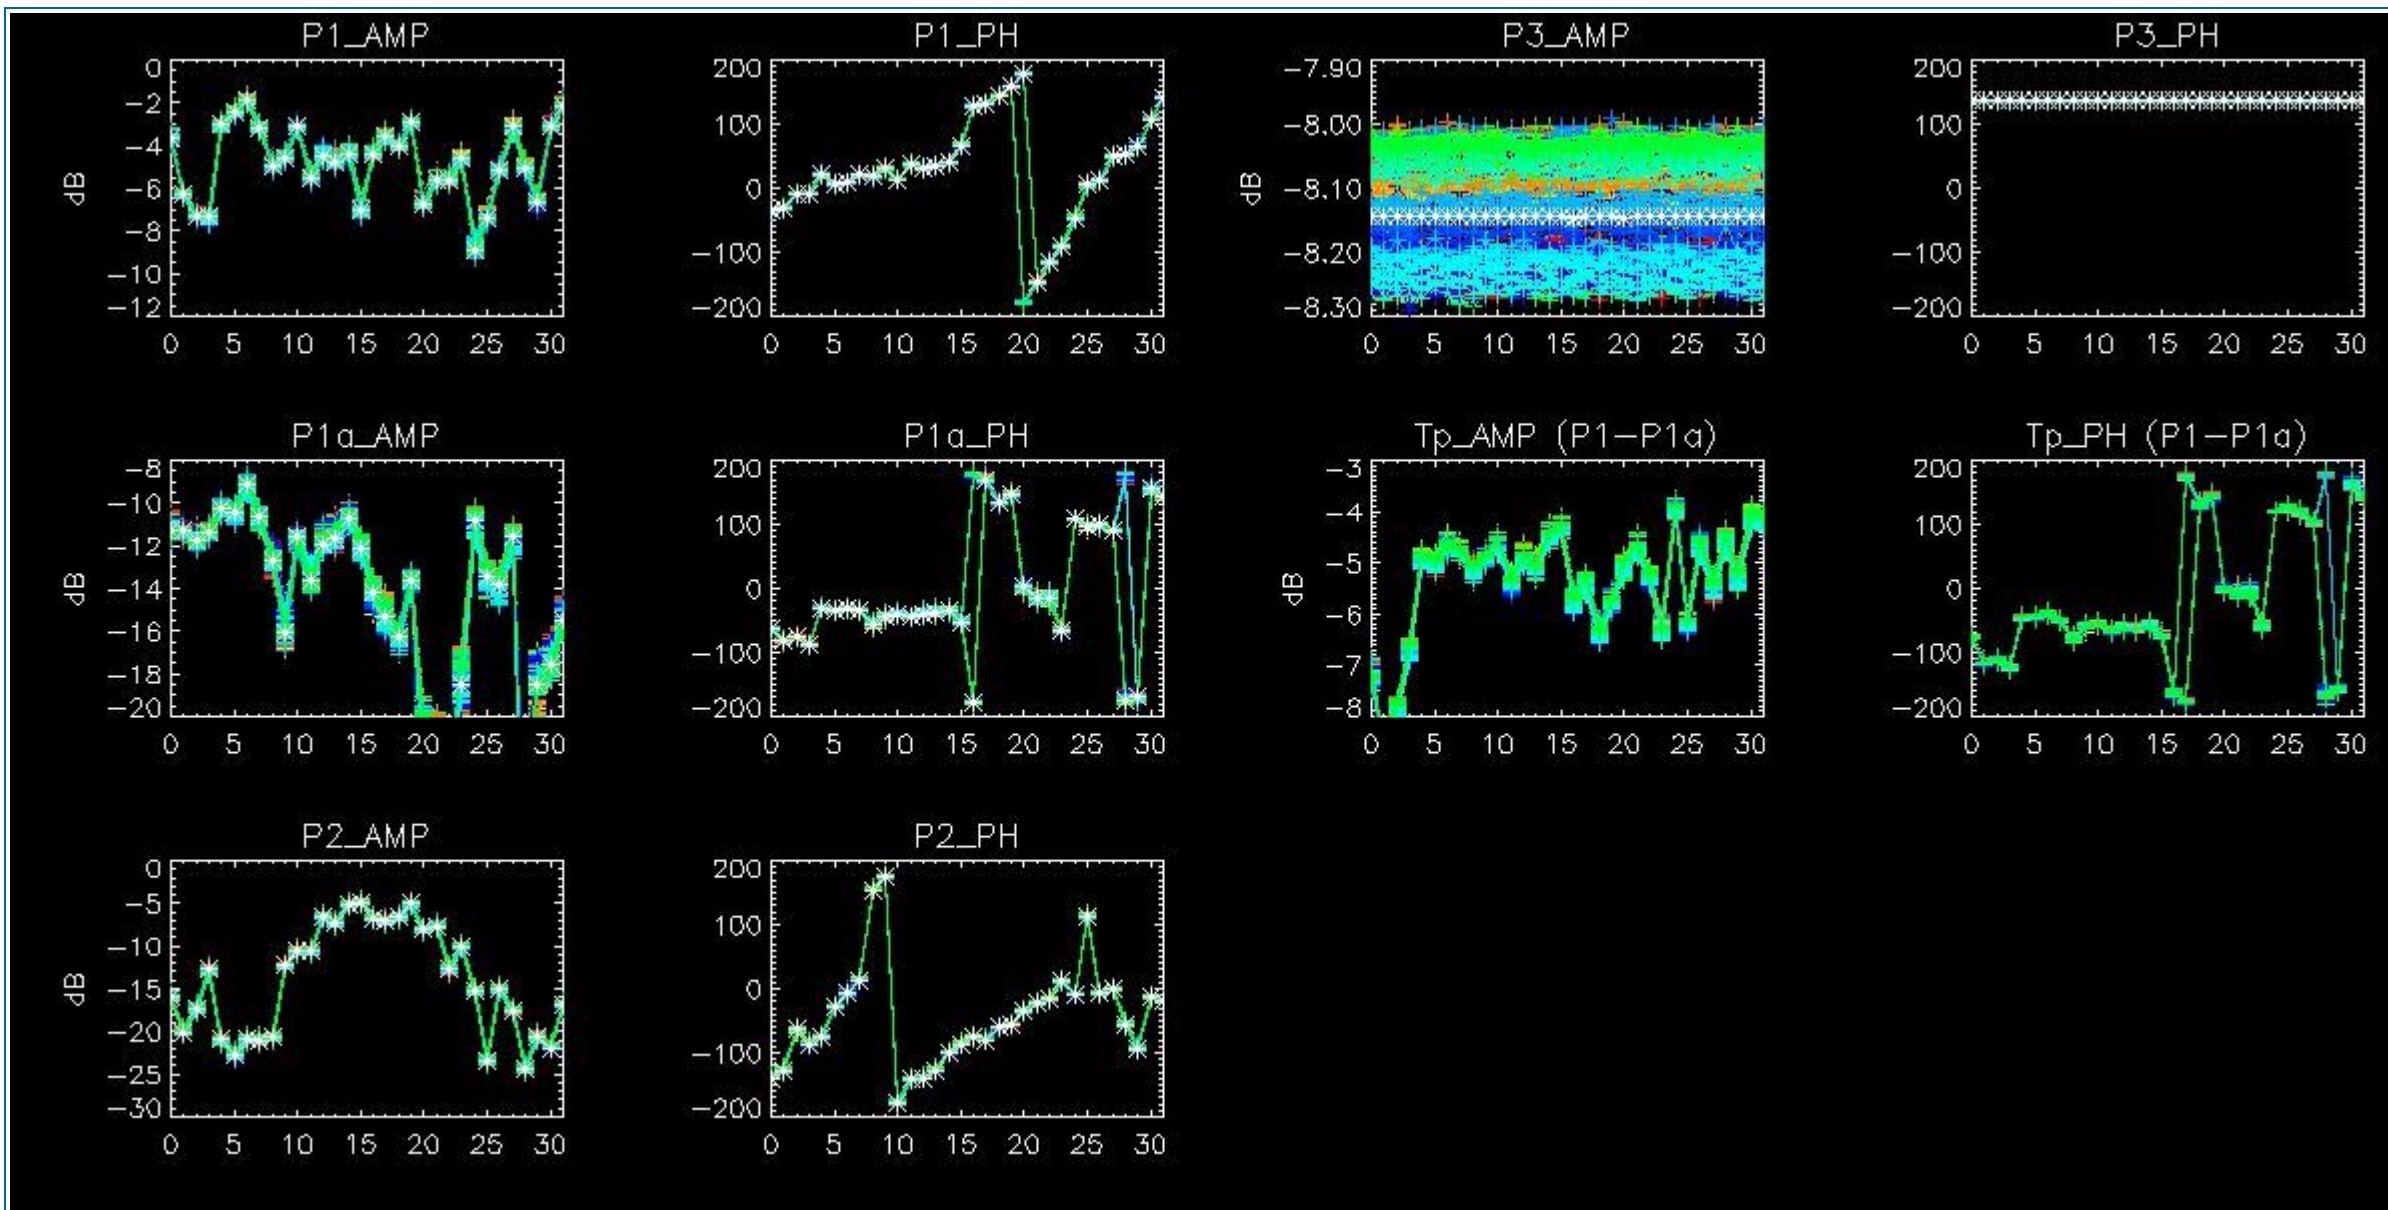 P1_AMP
P1_PH
P3_AMP
P3_PH
0
−2
−4
−6
−8
−10
−12
dB
0 5 10 15 20 25 30
200
100
0
−100
−200
0 5 10 15 20 25 30
−7.90
−8.00
−8.10
−8.20
−8.30
dB
0 5 10 15 20 25 30
200
100
0
−100
−200
0 5 10 15 20 25 30
P1a_AMP
P1a_PH
Tp_AMP (P1−P1a)
Tp_PH (P1−P1a)
−8
−10
−12
−14
−16
−18
−20
dB
0 5 10 15 20 25 30
200
100
0
−100
−200
0 5 10 15 20 25 30
−3
−4
−5
−6
−7
−8
dB
0 5 10 15 20 25 30
200
100
0
−100
−200
0 5 10 15 20 25 30
P2_AMP
P2_PH
0
−5
−10
−15
−20
−25
−30
dB
0 5 10 15 20 25 30
200
100
0
−100
−200
0 5 10 15 20 25 30